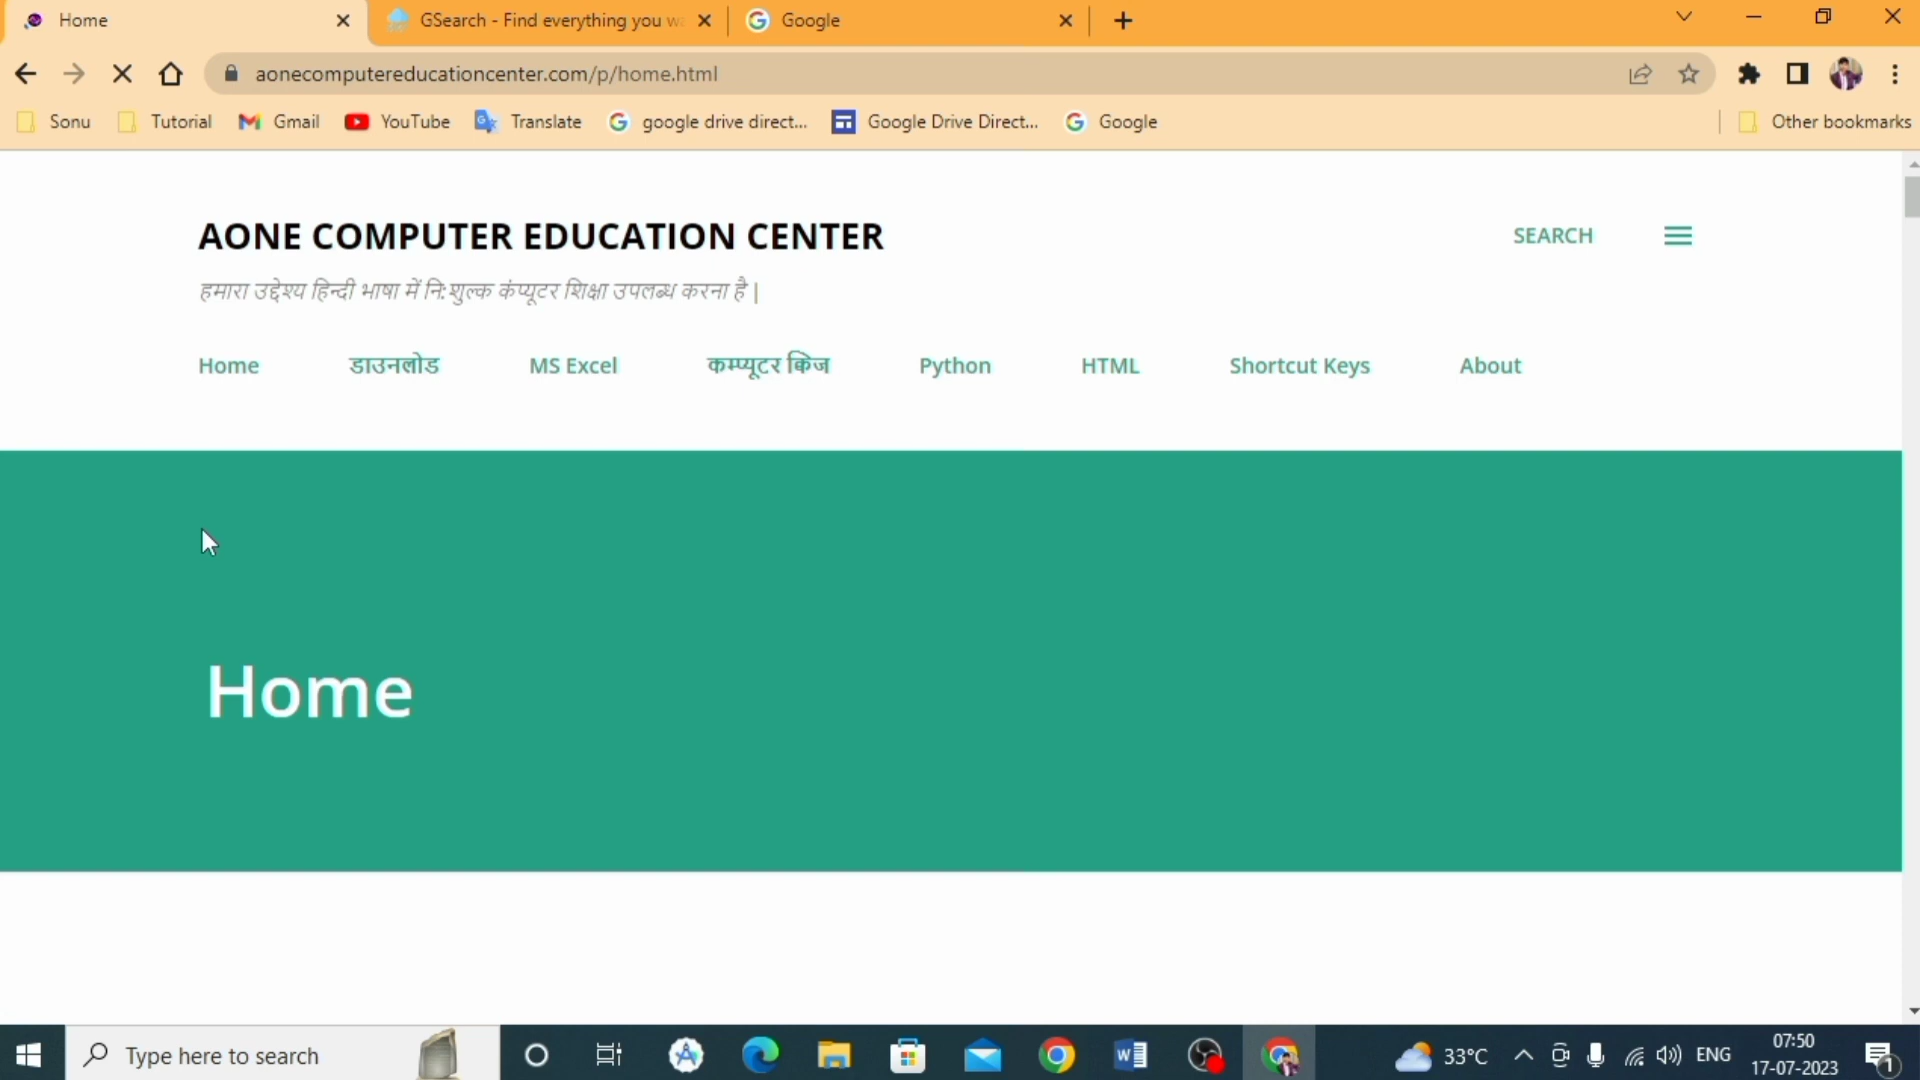 Home
GSearch - Find everything you wa
Google
aonecomputereducationcenter.com/p/home.html
Sonu
Tutorial
Gmail
YouTube
Translate
google drive direct...
Google Drive Direct...
Google
Other bookmarks
AONE COMPUTER EDUCATION CENTER
SEARCH
हमारा उद्देश्य हिन्दी भाषा में नि:शुल्क कंप्यूटर शिक्षा उपलब्ध करना है |
Home
डाउनलोड
MS Excel
कम्प्यूटर क्विज
Python
HTML
Shortcut Keys
About
Home
Type here to search
33°C
ENG
07:50
17-07-2023
1